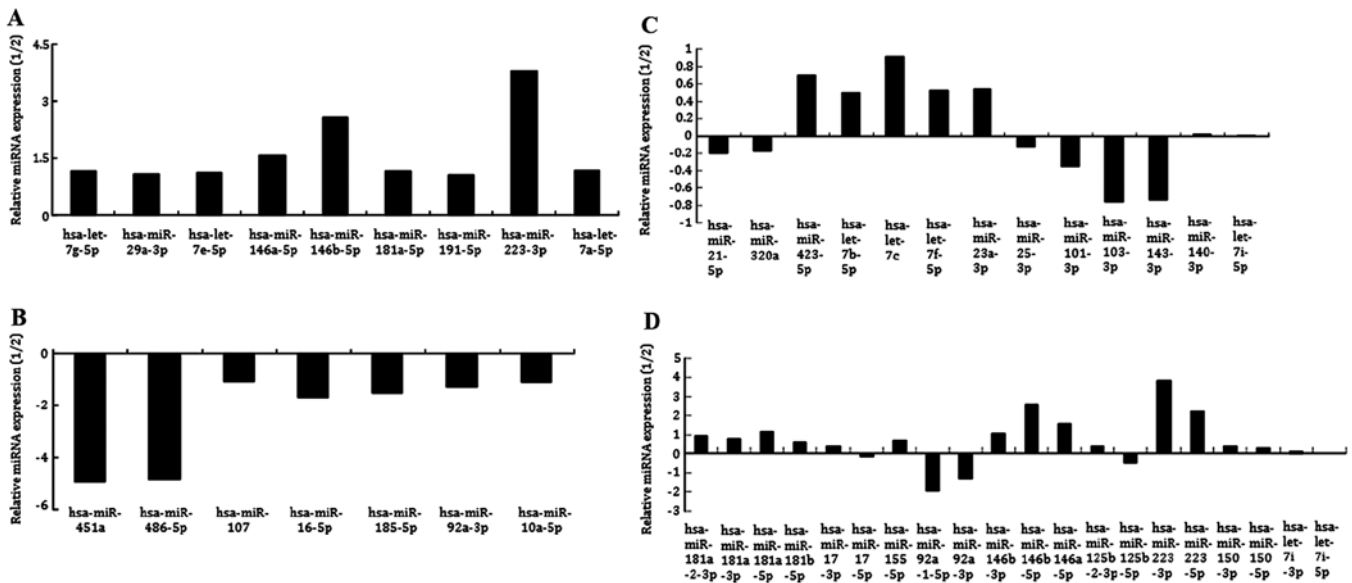 A
Relative miRNA expression (1/2)
4.5
3
1.5
0
hsa-let- hsa-miR- hsa-let- hsa-miR- hsa-miR- hsa-miR- hsa-miR- hsa-miR- hsa-let-
7g-5p 29a-3p 7e-5p 146a-5p 146b-5p 181a-5p 191-5p 223-3p 7a-5p
B
Relative miRNA expression (1/2)
0
-2
-4
-6
hsa-miR- hsa-miR- hsa-miR- hsa-miR- hsa-miR- hsa-miR- hsa-miR-
451a 486-5p 107 16-5p 185-5p 92a-3p 10a-5p
C
Relative miRNA expression (1/2)
1
0.8
0.6
0.4
0.2
0
-0.2
-0.4
-0.6
-0.8
-1
hsa- hsa- hsa- hsa- hsa- hsa- hsa- hsa- hsa- hsa- hsa- hsa- hsa-
miR- miR- miR- let- let- let- miR- miR- miR- miR- miR- miR- let-
21- 320a 423- 7b- 7c 7f- 23a- 25- 101- 103- 143- 140- 7i-
5p 5p 5p 5p 3p 3p 3p 3p 3p 3p 5p
D
Relative miRNA expression (1/2)
5
4
3
2
1
0
-1
-2
-3
hsa- hsa- hsa- hsa- hsa- hsa- hsa- hsa- hsa- hsa- hsa- hsa- hsa- hsa- hsa- hsa- hsa- hsa- hsa- hsa-
miR- miR- miR- miR- miR- miR- miR- miR- miR- miR- miR- miR- miR- miR- miR- miR- miR- miR- let- let-
181a 181a 181a 181b 17 17 155 92a 92a 146b 146b 146a 125b 125b 223 223 150 150 7i 7i-
-2-3p -3p -5p -5p -3p -5p -5p -1-5p -3p -3p -5p -5p -2-3p -5p -3p -5p -3p -5p -3p 5p